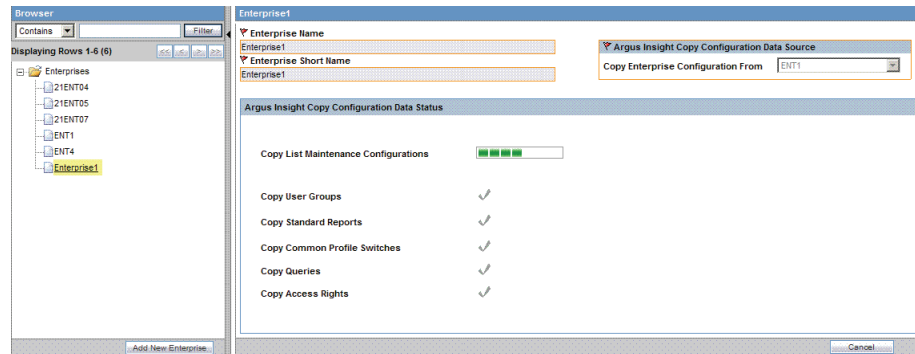 Browser
Contains
Filter
Displaying Rows 1-6 (6)
<< < > >>
Enterprises
21ENT04
21ENT05
21ENT07
ENT1
ENT4
Enterprise1
Add New Enterprise
Enterprise1
Enterprise Name
Enterprise1
Enterprise Short Name
Enterprise1
Argus Insight Copy Configuration Data Source
Copy Enterprise Configuration From ENT1
Argus Insight Copy Configuration Data Status
Copy List Maintenance Configurations
Copy User Groups
Copy Standard Reports
Copy Common Profile Switches
Copy Queries
Copy Access Rights
Cancel